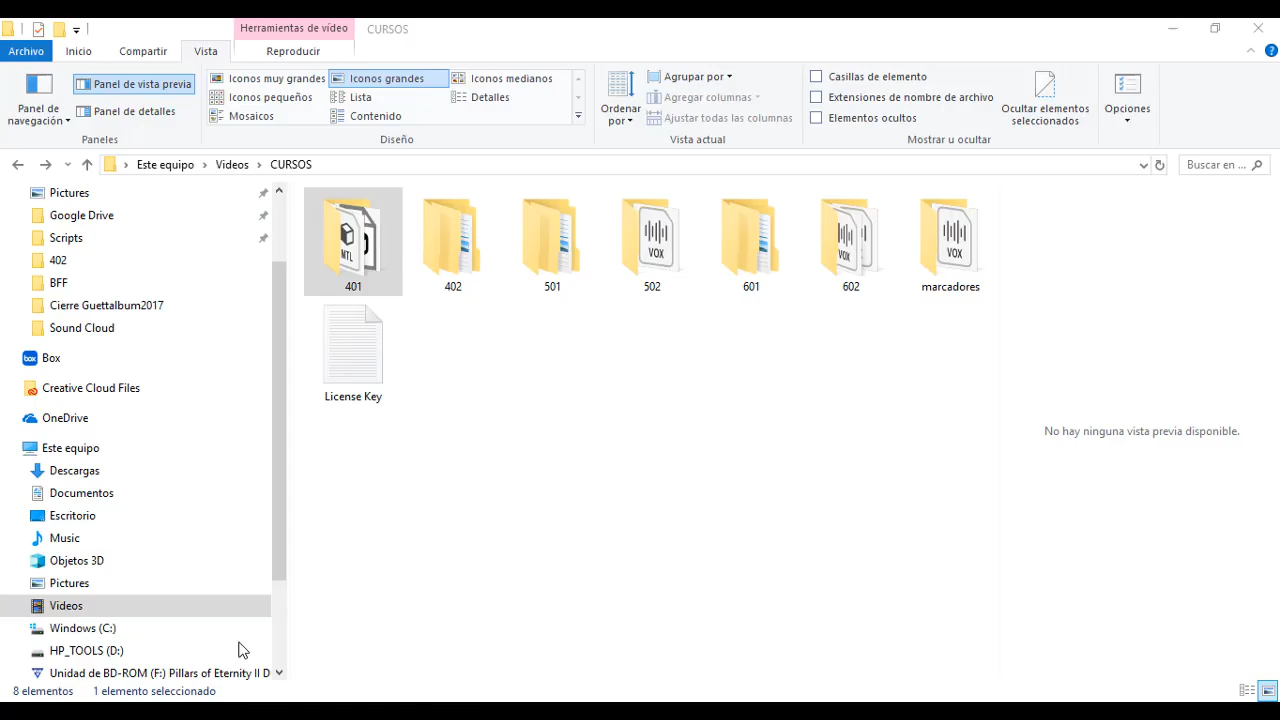 Herramientas de vídeo CURSOS
Archivo Inicio Compartir Vista Reproducir
Panel de navegación
Panel de vista previa
Panel de detalles
Paneles
Iconos muy grandes Iconos grandes Iconos medianos
Iconos pequeños Lista Detalles
Mosaicos Contenido
Diseño
Ordenar por
Agrupar por
Agregar columnas
Ajustar todas las columnas
Vista actual
Casillas de elemento
Extensiones de nombre de archivo
Elementos ocultos
Ocultar elementos seleccionados
Mostrar u ocultar
Opciones
Este equipo > Videos > CURSOS
Buscar en ...
Pictures
Google Drive
Scripts
402
BFF
Cierre Guettalbum2017
Sound Cloud
Box
Creative Cloud Files
OneDrive
Este equipo
Descargas
Documentos
Escritorio
Music
Objetos 3D
Pictures
Videos
Windows (C:)
HP_TOOLS (D:)
Unidad de BD-ROM (F:) Pillars of Eternity II D
MTL VOX VOX VOX
401 402 501 502 601 602 marcadores
License Key
No hay ninguna vista previa disponible.
8 elementos 1 elemento seleccionado